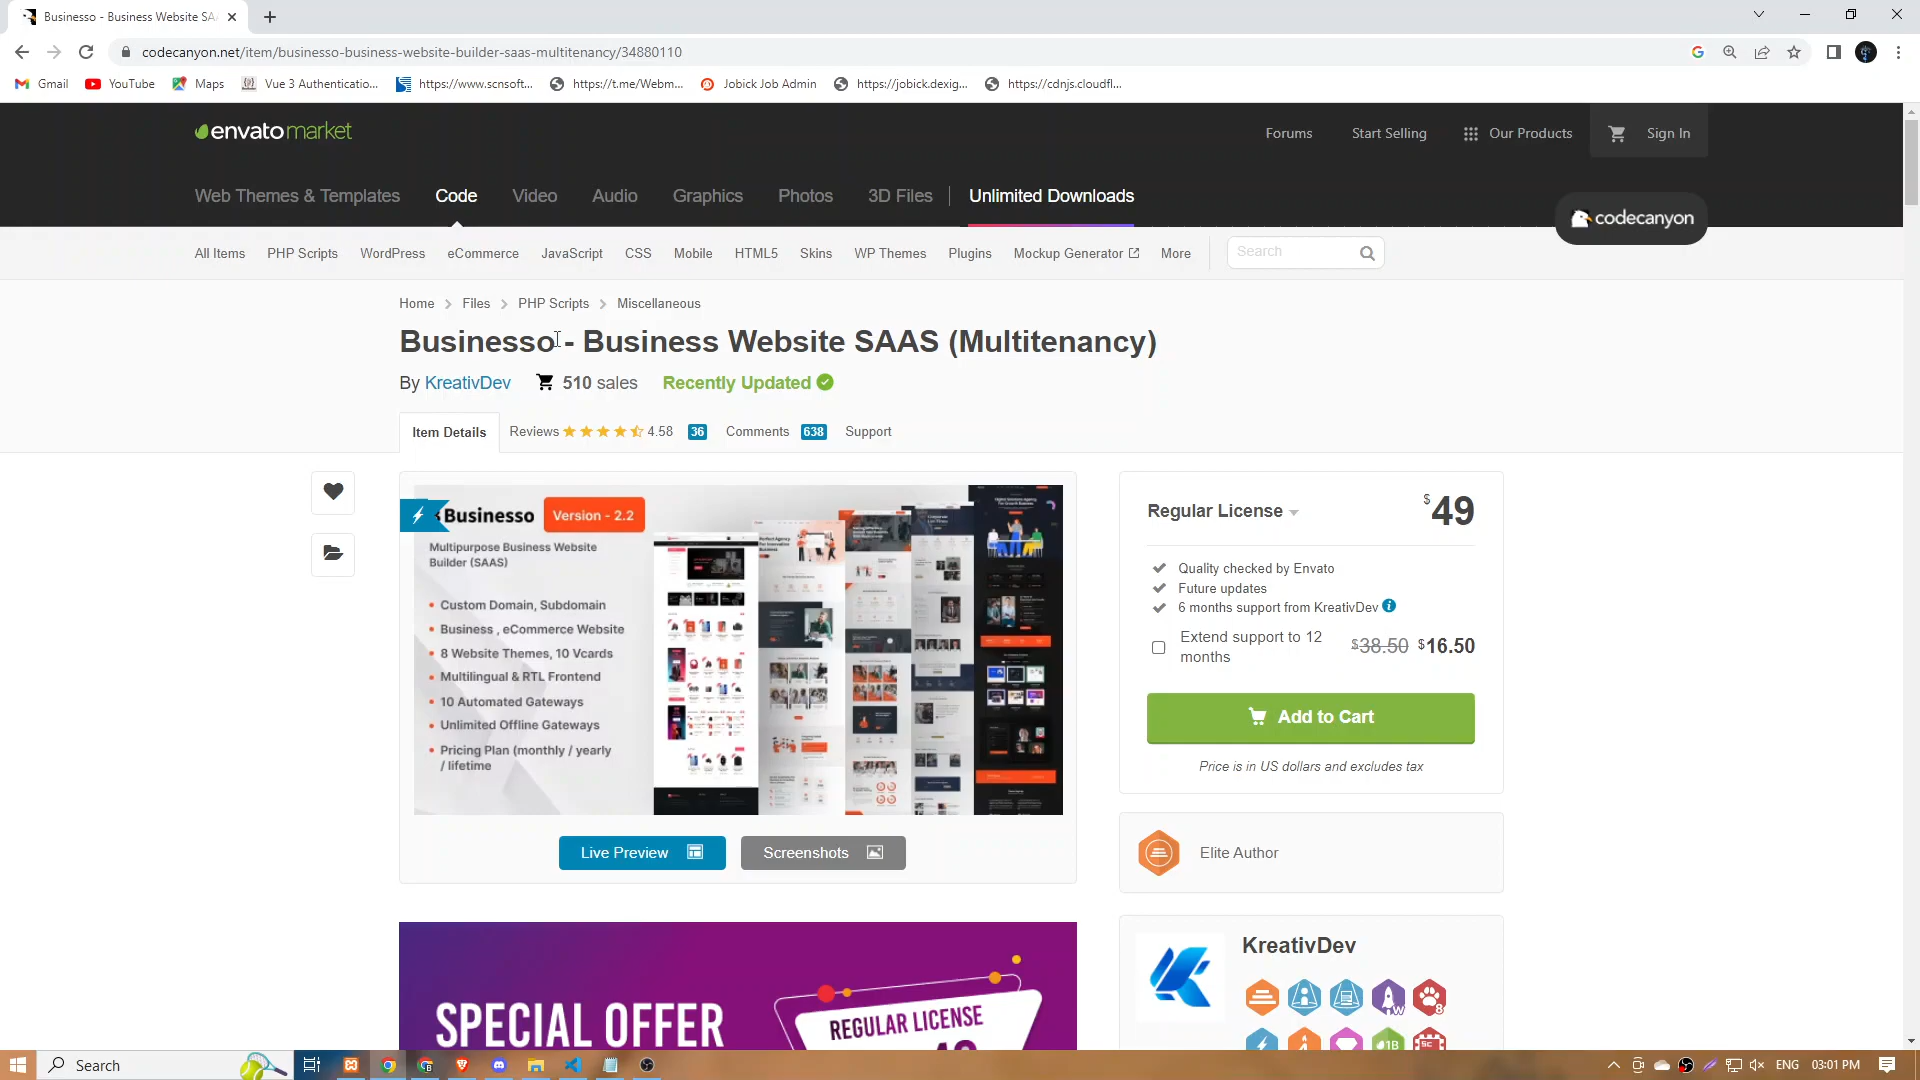 Businesso - Business Website SA
codecanyon.net/item/businesso-business-website-builder-saas-multitenancy/34880110
Gmail YouTube Maps Vue 3 Authenticatio... https://www.scnsoft... https://t.me/Webm... Jobick Job Admin https://jobick.dexig... https://cdnjs.cloudfl...
envatomarket
Forums Start Selling Our Products Sign In
Web Themes & Templates Code Video Audio Graphics Photos 3D Files Unlimited Downloads
codecanyon
All Items PHP Scripts WordPress eCommerce JavaScript CSS Mobile HTML5 Skins WP Themes Plugins Mockup Generator More Search
Home Files PHP Scripts Miscellaneous
Businesso - Business Website SAAS (Multitenancy)
By KreativDev 510 sales Recently Updated
Item Details Reviews 4.58 36 Comments 638 Support
Businesso Version - 2.2
Multipurpose Business Website
Builder (SAAS)
• Custom Domain, Subdomain
• Business , eCommerce Website
• 8 Website Themes, 10 Vcards
• Multilingual & RTL Frontend
• 10 Automated Gateways
• Unlimited Offline Gateways
• Pricing Plan (monthly / yearly
/ lifetime
Live Preview Screenshots
Regular License $49
Quality checked by Envato
Future updates
6 months support from KreativDev
Extend support to 12
months
$38.50 $16.50
Add to Cart
Price is in US dollars and excludes tax
Elite Author
KreativDev
SPECIAL OFFER
REGULAR LICENSE
Search
ENG 03:01 PM